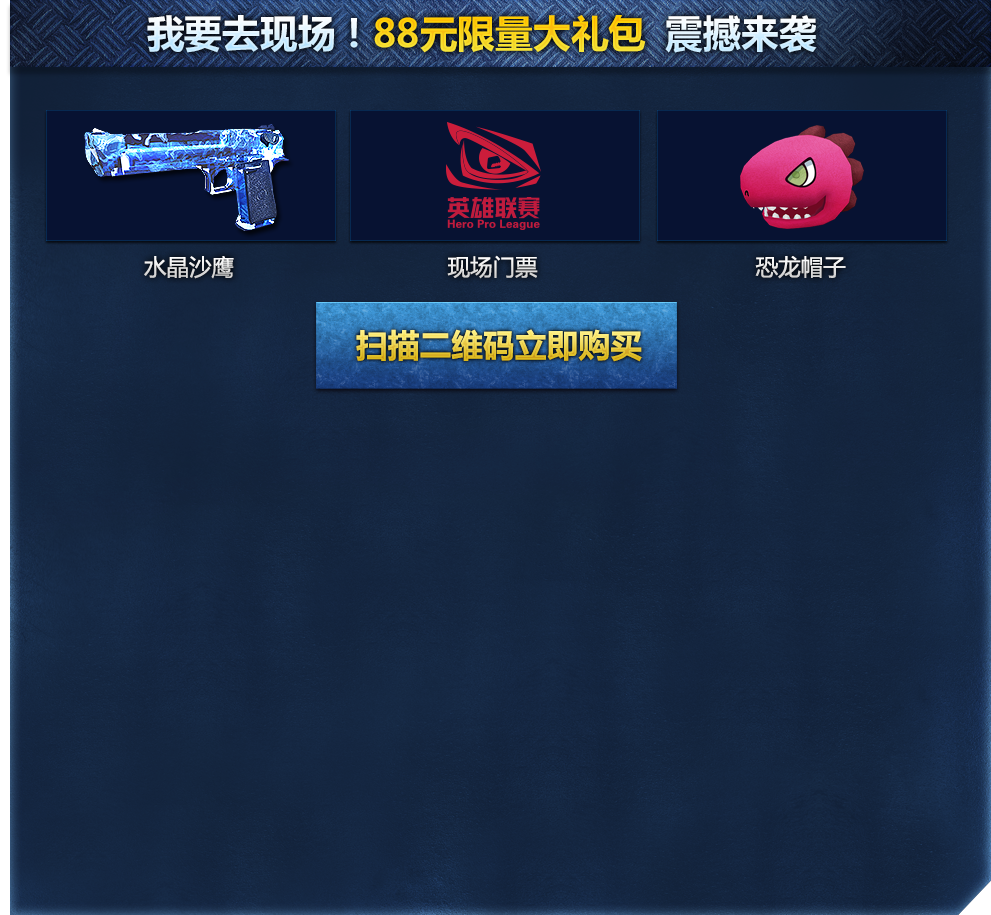 我要去现场！88元限量大礼包 震撼来袭
英雄联赛
Hero Pro League
水晶沙鹰
现场门票
恐龙帽子
扫描二维码立即购买